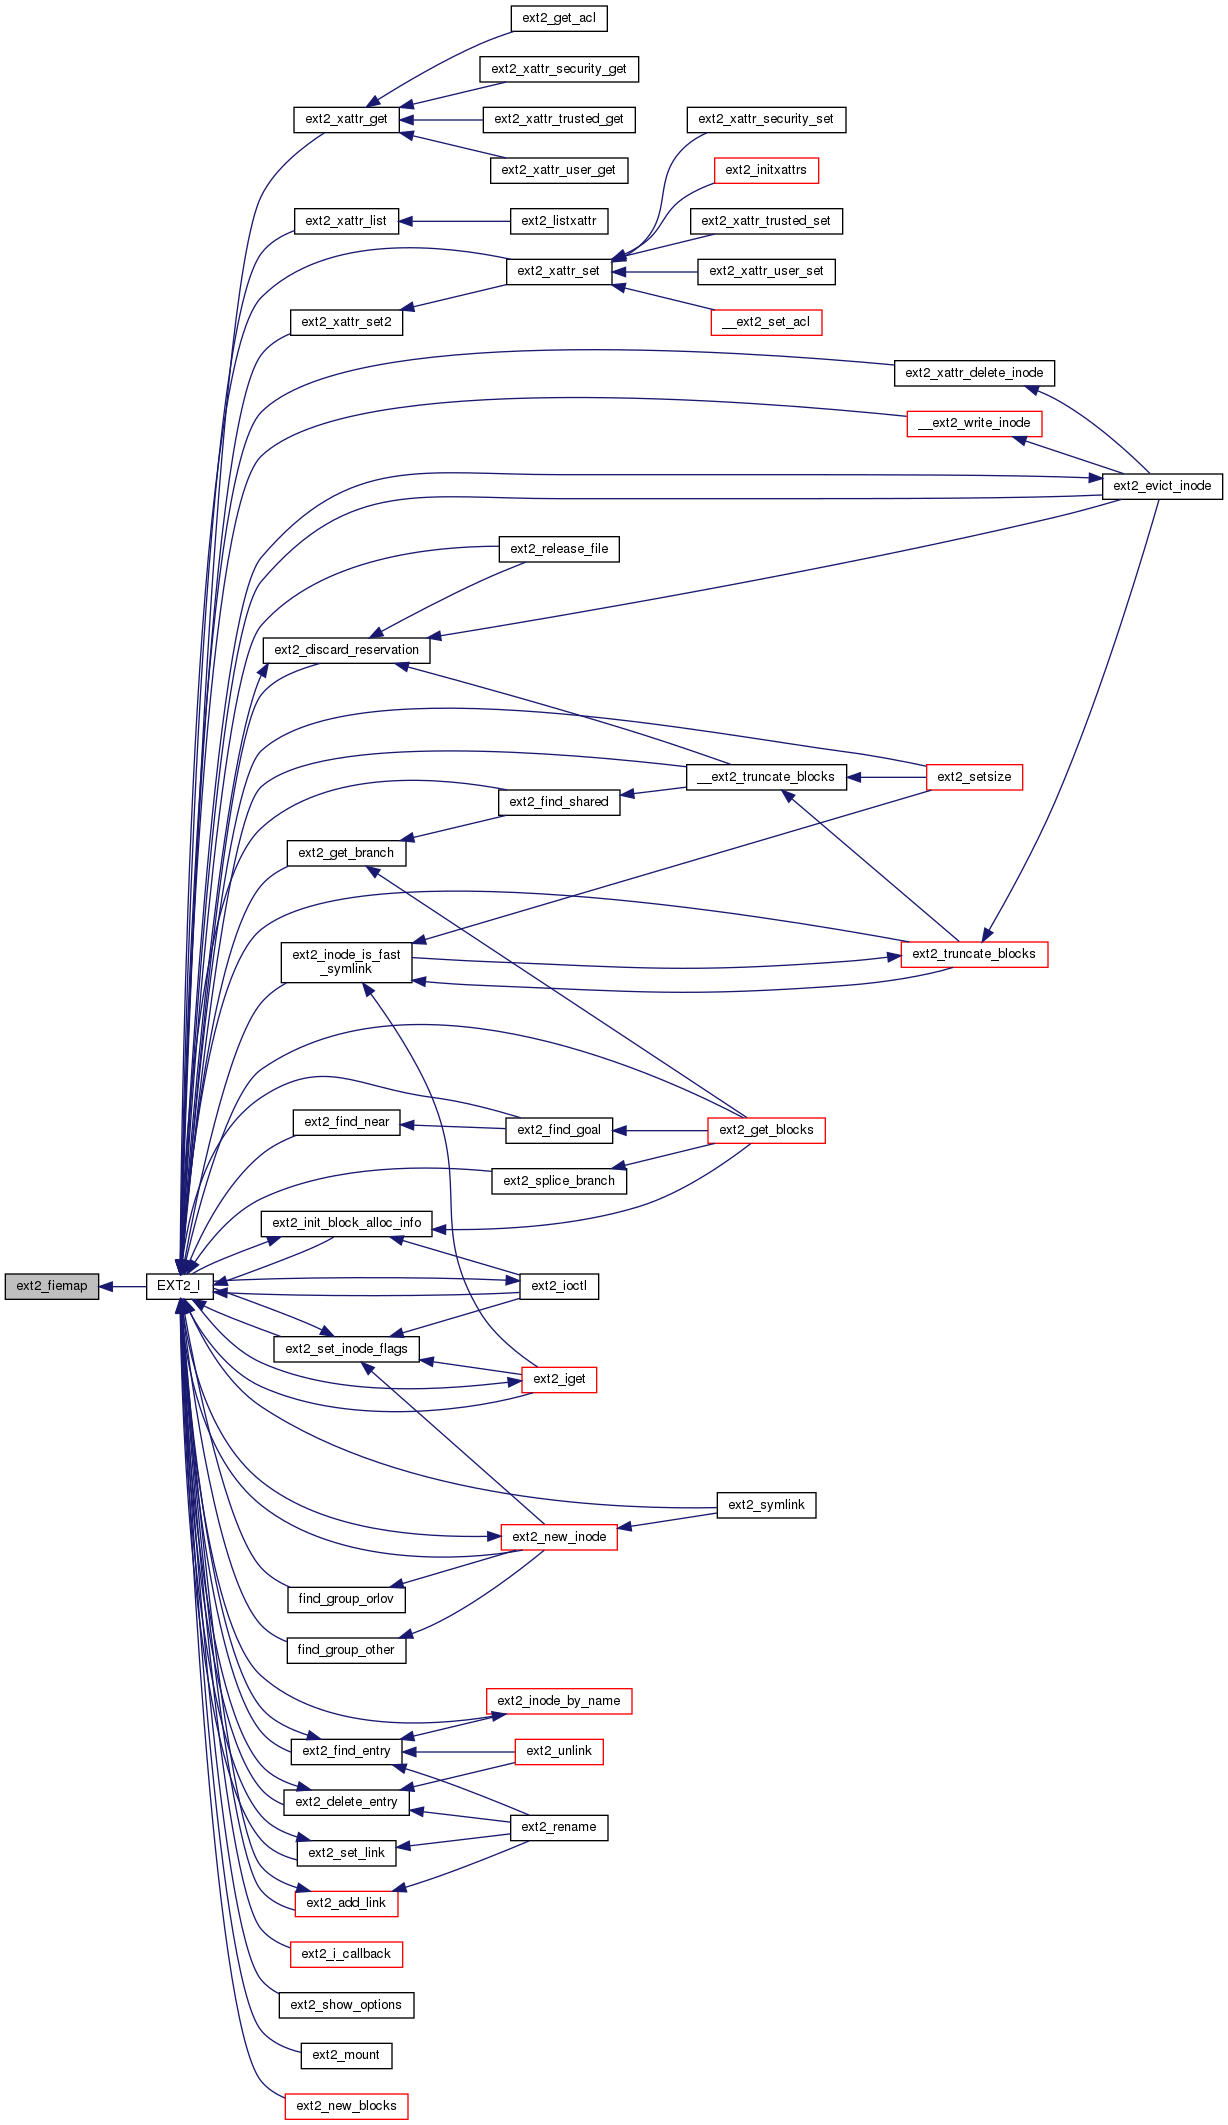 ext2_get_acl
ext2_xattr_security_get
ext2_xattr_get
ext2_xattr_trusted_get
ext2_xattr_security_set
ext2_xattr_user_get
ext2_initxattrs
ext2_xattr_list
ext2_listxattr
ext2_xattr_trusted_set
ext2_xattr_set
ext2_xattr_user_set
ext2_xattr_set2
__ext2_set_acl
ext2_xattr_delete_inode
__ext2_write_inode
ext2_evict_inode
ext2_release_file
ext2_discard_reservation
__ext2_truncate_blocks
ext2_setsize
ext2_find_shared
ext2_get_branch
ext2_inode_is_fast
_symlink
ext2_truncate_blocks
ext2_find_near
ext2_find_goal
ext2_get_blocks
ext2_splice_branch
ext2_init_block_alloc_info
ext2_fiemap
EXT2_I
ext2_ioctl
ext2_set_inode_flags
ext2_iget
ext2_symlink
ext2_new_inode
find_group_orlov
find_group_other
ext2_inode_by_name
ext2_find_entry
ext2_unlink
ext2_delete_entry
ext2_rename
ext2_set_link
ext2_add_link
ext2_i_callback
ext2_show_options
ext2_mount
ext2_new_blocks